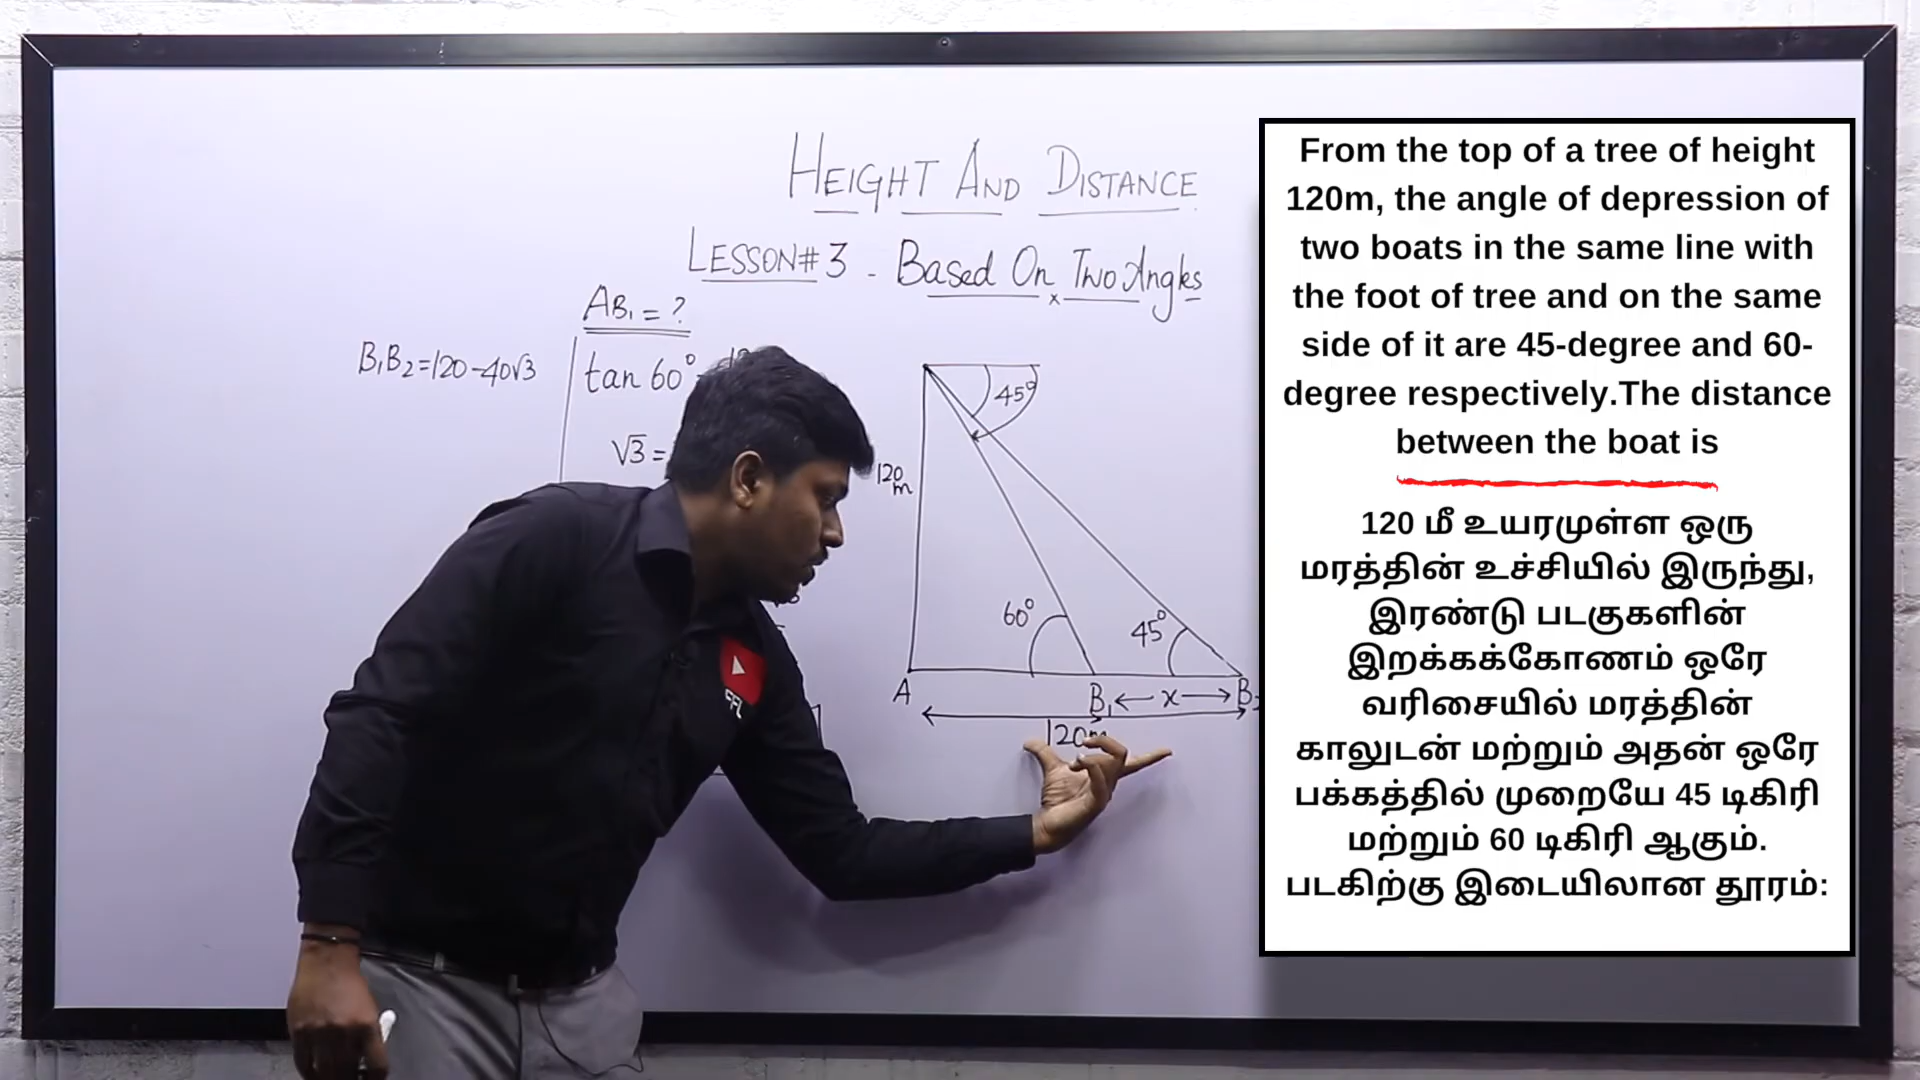 HEIGHT AND DISTANCE
LESSON#3 - Based On Two Angles
x
AB₁ = ?
B₁B₂=120-40√3
tan 60°
√3 =
45°
120
m
60°
45°
A
B₁ ← x → B
120m
From the top of a tree of height
120m, the angle of depression of
two boats in the same line with
the foot of tree and on the same
side of it are 45-degree and 60-
degree respectively.The distance
between the boat is
120 மீ உயரமுள்ள ஒரு
மரத்தின் உச்சியில் இருந்து,
இரண்டு படகுகளின்
இறக்கக்கோணம் ஒரே
வரிசையில் மரத்தின்
காலுடன் மற்றும் அதன் ஒரே
பக்கத்தில் முறையே 45 டிகிரி
மற்றும் 60 டிகிரி ஆகும்.
படகிற்கு இடையிலான தூரம்: